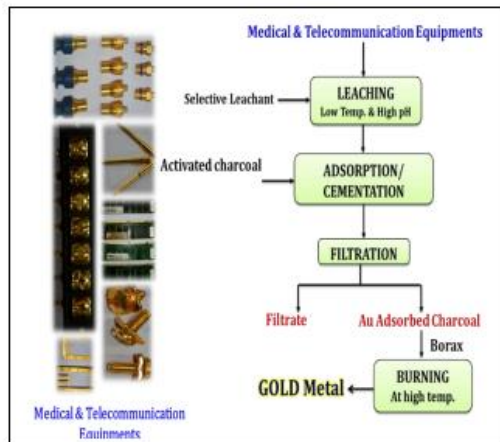 Medical & Telecommunication Equipments
LEACHING
Low Temp. & High pH
Selective Leachant
ADSORPTION/
CEMENTATION
Activated charcoal
FILTRATION
Filtrate
Au Adsorbed Charcoal
Borax
BURNING
At high temp.
GOLD Metal
Medical & Telecommunication
Equipments